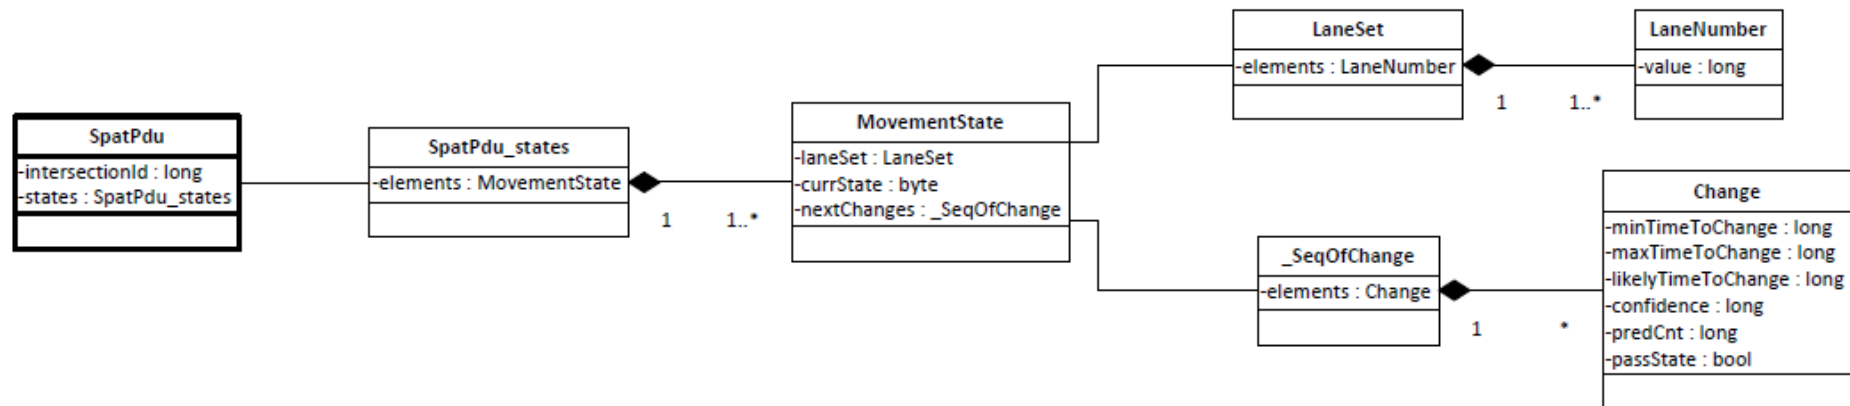 SpatPdu
-intersectionId : long
-states : SpatPdu_states
SpatPdu_states
-elements : MovementState
1
1..*
MovementState
-laneSet : LaneSet
-currState : byte
-nextChanges : _SeqOfChange
LaneSet
-elements : LaneNumber
1
1..*
LaneNumber
-value : long
_SeqOfChange
-elements : Change
1
*
Change
-minTimeToChange : long
-maxTimeToChange : long
-likelyTimeToChange : long
-confidence : long
-predCnt : long
-passState : bool